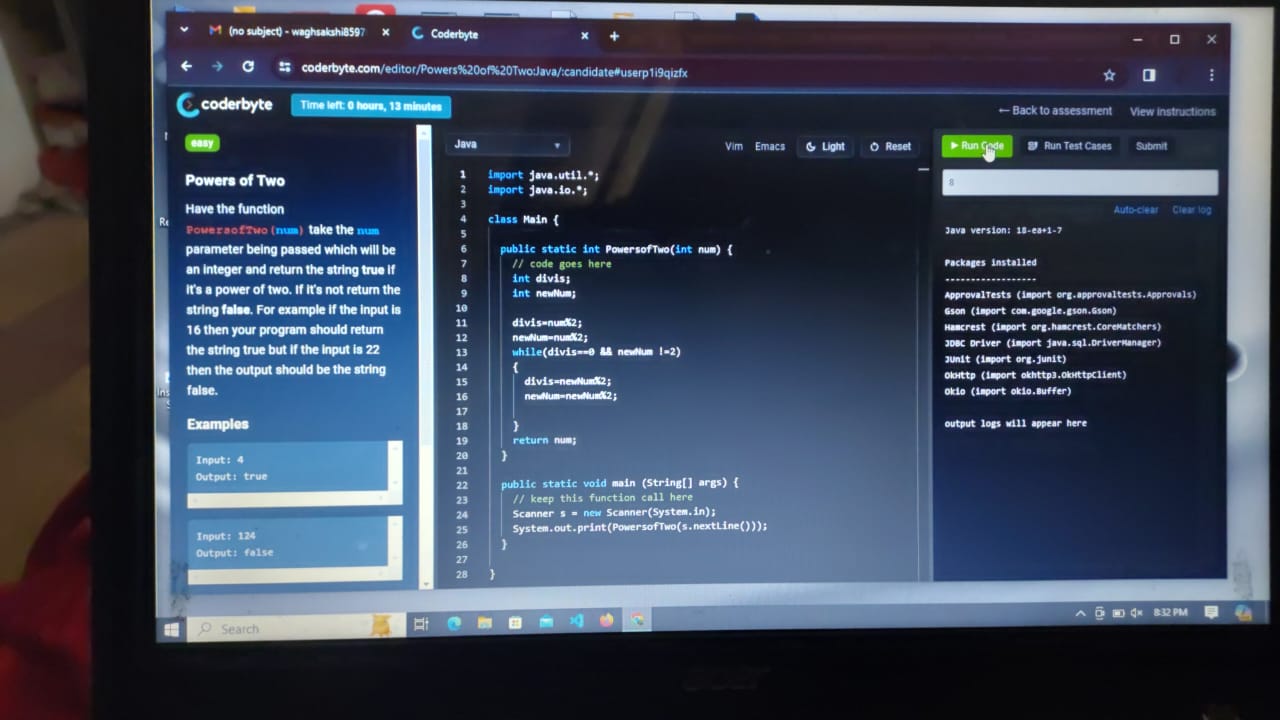 (no subject) - waghsakshi8597
Coderbyte
coderbyte.com/editor/Powers%20of%20Two:Java/:candidate#userp1i9qizfx
coderbyte
Time left: 0 hours, 13 minutes
← Back to assessment
View instructions
easy
Powers of Two
Have the function
PowersofTwo(num) take the num
parameter being passed which will be
an integer and return the string true if
it's a power of two. If it's not return the
string false. For example if the input is
16 then your program should return
the string true but if the input is 22
then the output should be the string
false.
Examples
Input: 4
Output: true
Input: 124
Output: false
Java
Vim
Emacs
Light
Reset
1 import java.util.*;
2 import java.io.*;
3
4 class Main {
5
6 public static int PowersofTwo(int num) {
7 // code goes here
8 int divis;
9 int newNum;
10
11 divis=num%2;
12 newNum=num%2;
13 while(divis==0 && newNum !=2)
14 {
15 divis=newNum%2;
16 newNum=newNum%2;
17
18 }
19 return num;
20 }
21
22 public static void main (String[] args) {
23 // keep this function call here
24 Scanner s = new Scanner(System.in);
25 System.out.print(PowersofTwo(s.nextLine()));
26 }
27
28 }
Run Code
Run Test Cases
Submit
8
Auto-clear
Clear log
Java version: 18-ea+1-7
Packages installed
------------------
ApprovalTests (import org.approvaltests.Approvals)
Gson (import com.google.gson.Gson)
Hamcrest (import org.hamcrest.CoreMatchers)
JDBC Driver (import java.sql.DriverManager)
JUnit (import org.junit)
OkHttp (import okhttp3.OkHttpClient)
Okio (import okio.Buffer)
output logs will appear here
Search
8:32 PM
acer